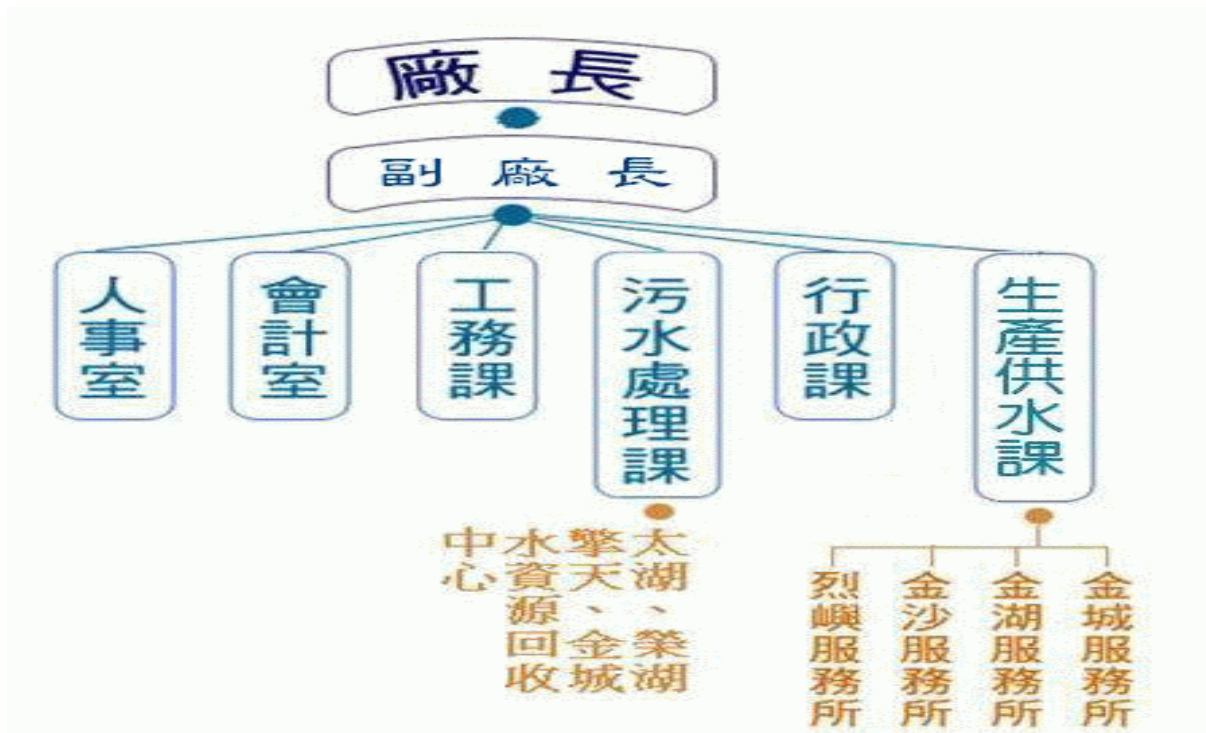 廠長
副廠長
生產供水課
行政課
污水處理課
工務課
會計室
人事室
金城服務所
金湖服務所
金沙服務所
烈嶼服務所
太湖、榮湖
擎天、金城
水資源回收
中心